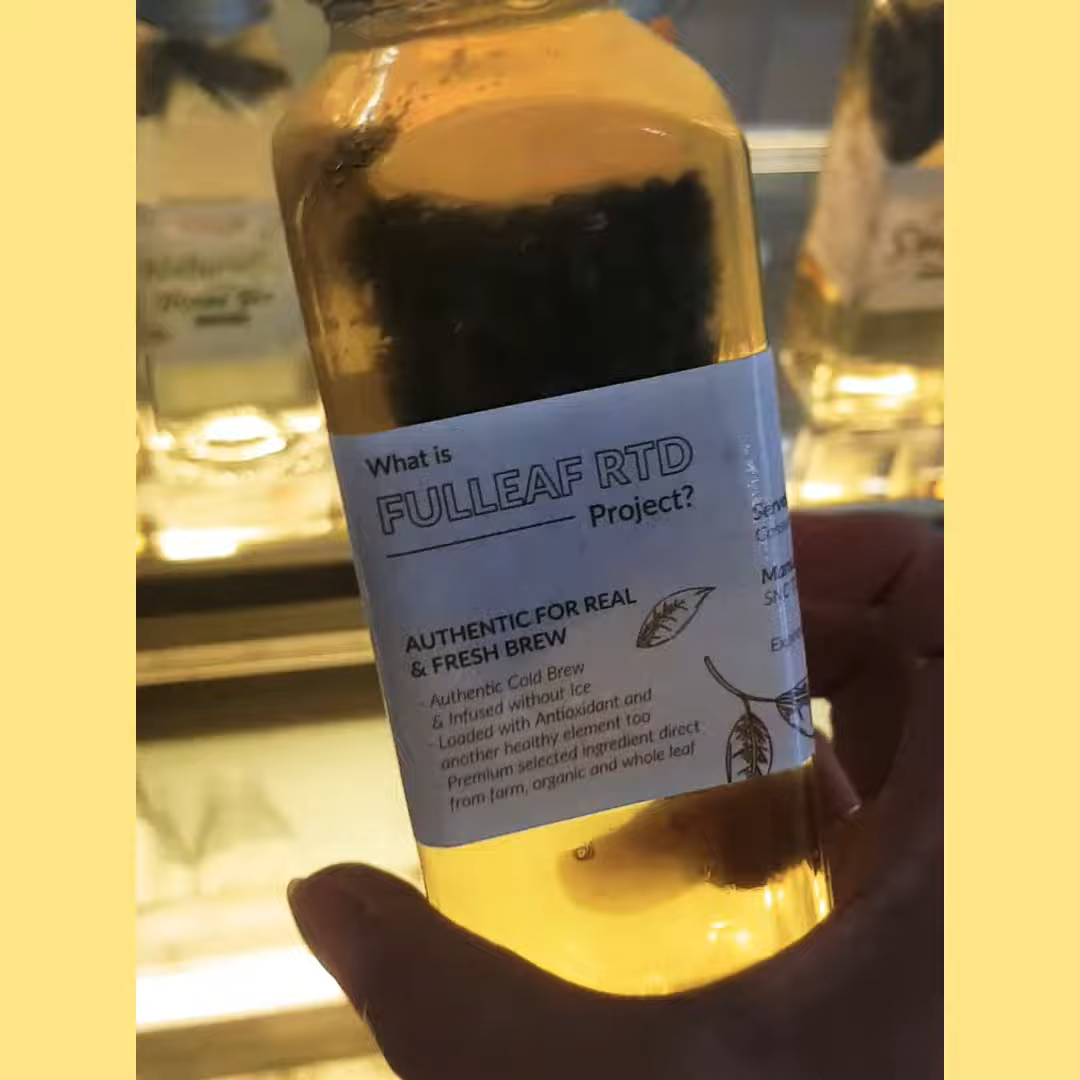 What is
FULLEAF RTD
Project?
AUTHENTIC FOR REAL
& FRESH BREW
- Authentic Cold Brew
& Infused without Ice
- Loaded with Antioxidant and
another healthy element too
Premium selected ingredient direct
from farm, organic and whole leaf